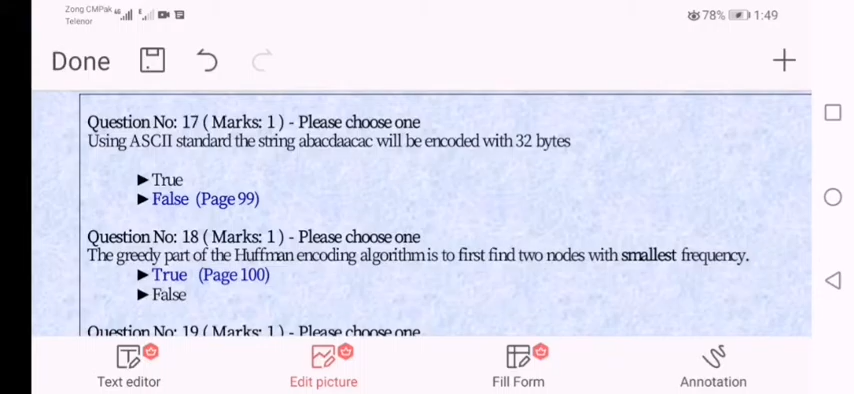 Zong CMPak 4G
Telenor
78% 1:49
Done
Question No: 17 ( Marks: 1 ) - Please choose one
Using ASCII standard the string abacdaacac will be encoded with 32 bytes
► True
► False (Page 99)
Question No: 18 ( Marks: 1 ) - Please choose one
The greedy part of the Huffman encoding algorithm is to first find two nodes with smallest frequency.
► True (Page 100)
► False
Question No: 19 ( Marks: 1 ) - Please choose one
Text editor
Edit picture
Fill Form
Annotation